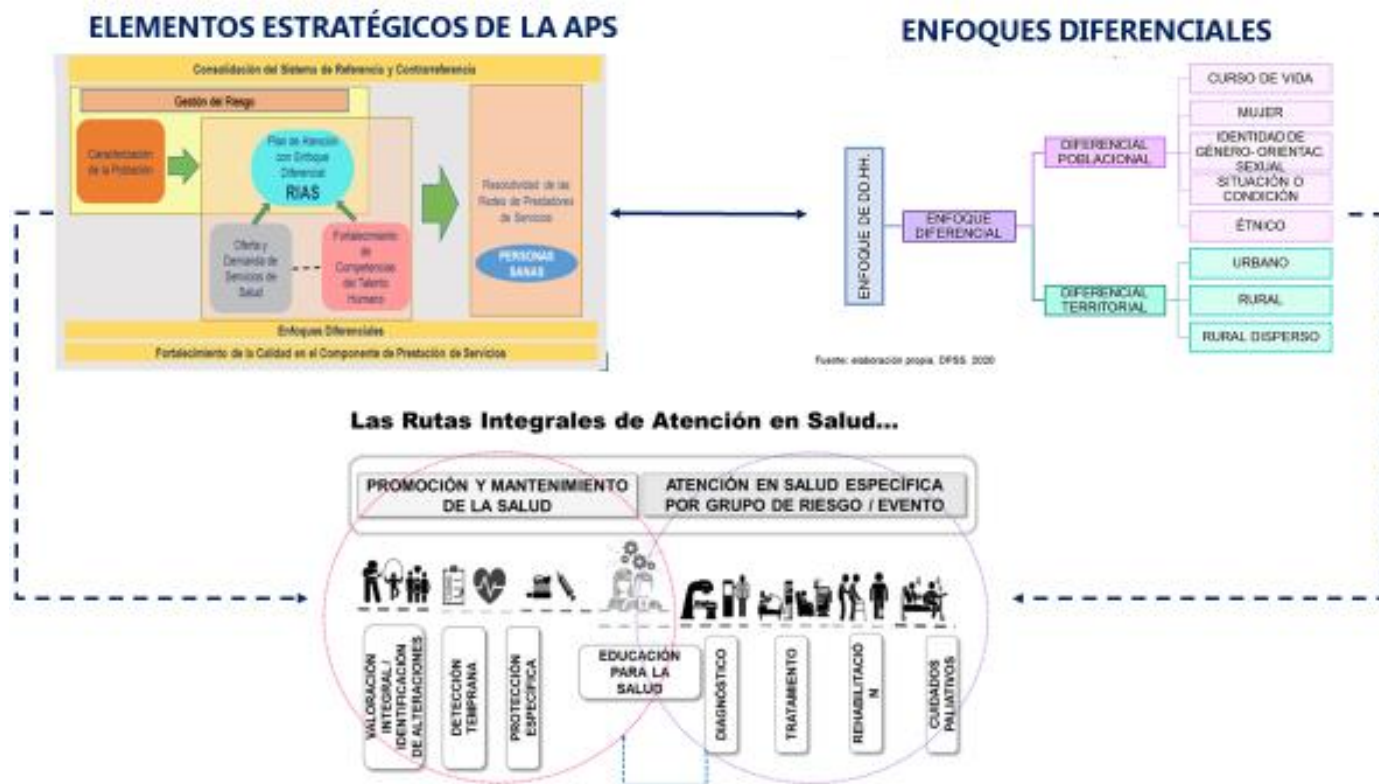 ELEMENTOS ESTRATÉGICOS DE LA APS
Consolidación del Sistema de Referencia y Contrarreferencia
Gestión del Riesgo
Caracterización
de la Población
Plan de Atención
con Enfoque
Diferencial
RIAS
Oferta y
Demanda de
Servicios de
Salud
Fortalecimiento
de
Competencias
del Talento
Humano
Resolutividad de las
Redes de Prestadores
de Servicio
PERSONAS
SANAS
Enfoques Diferenciales
Fortalecimiento de la Calidad en el Componente de Prestación de Servicios
ENFOQUES DIFERENCIALES
ENFOQUE DE DD.HH.
ENFOQUE
DIFERENCIAL
DIFERENCIAL
POBLACIONAL
CURSO DE VIDA
MUJER
IDENTIDAD DE
GÉNERO- ORIENTAC.
SEXUAL
SITUACIÓN O
CONDICIÓN
ÉTNICO
DIFERENCIAL
TERRITORIAL
URBANO
RURAL
RURAL DISPERSO
Fuente: elaboración propia. DPSS. 2020
Las Rutas Integrales de Atención en Salud...
PROMOCIÓN Y MANTENIMIENTO
DE LA SALUD
ATENCIÓN EN SALUD ESPECÍFICA
POR GRUPO DE RIESGO / EVENTO
VALORACIÓN
INTEGRAL /
IDENTIFICACIÓN
DE ALTERACIONES
DETECCIÓN
TEMPRANA
PROTECCIÓN
ESPECÍFICA
EDUCACIÓN
PARA LA
SALUD
DIAGNÓSTICO
TRATAMIENTO
REHABILITACIÓ
N
CUIDADOS
PALIATIVOS